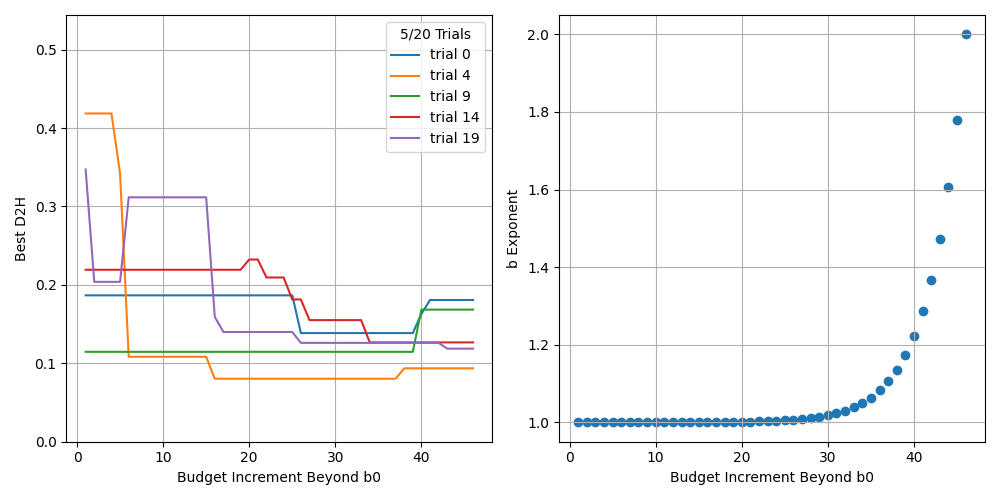 5/20 Trials
trial 0
trial 4
trial 9
trial 14
trial 19
0.5
0.4
0.3
0.2
0.1
0.0
Best D2H
0 10 20 30 40
Budget Increment Beyond b0
2.0
1.8
1.6
1.4
1.2
1.0
b Exponent
0 10 20 30 40
Budget Increment Beyond b0